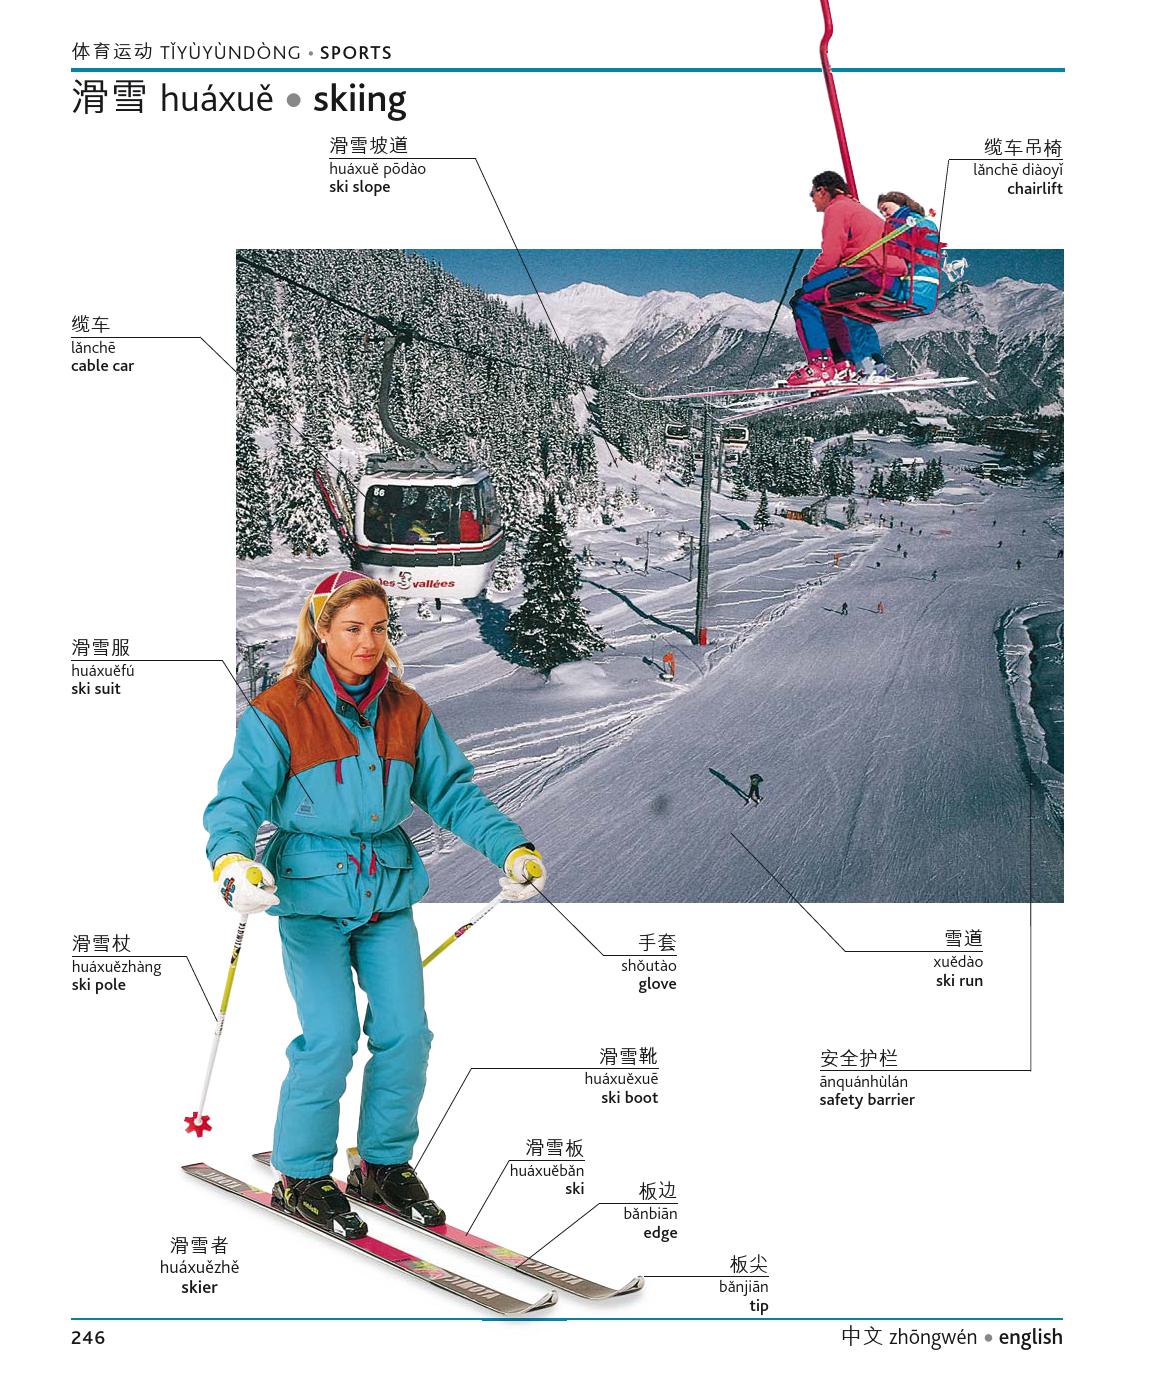 体育运动 TǏYÙYÙNDÒNG • SPORTS
滑雪 huáxuě • skiing
滑雪坡道
huáxuě pōdào
ski slope
缆车吊椅
lǎnchē diàoyǐ
chairlift
缆车
lǎnchē
cable car
66
les 3 vallées
滑雪服
huáxuěfú
ski suit
滑雪杖
huáxuězhàng
ski pole
手套
shǒutào
glove
雪道
xuědào
ski run
滑雪靴
huáxuěxuē
ski boot
安全护栏
ānquánhùlán
safety barrier
滑雪板
huáxuěbǎn
ski
板边
bǎnbiān
edge
滑雪者
huáxuězhě
skier
板尖
bǎnjiān
tip
246
中文 zhōngwén • english